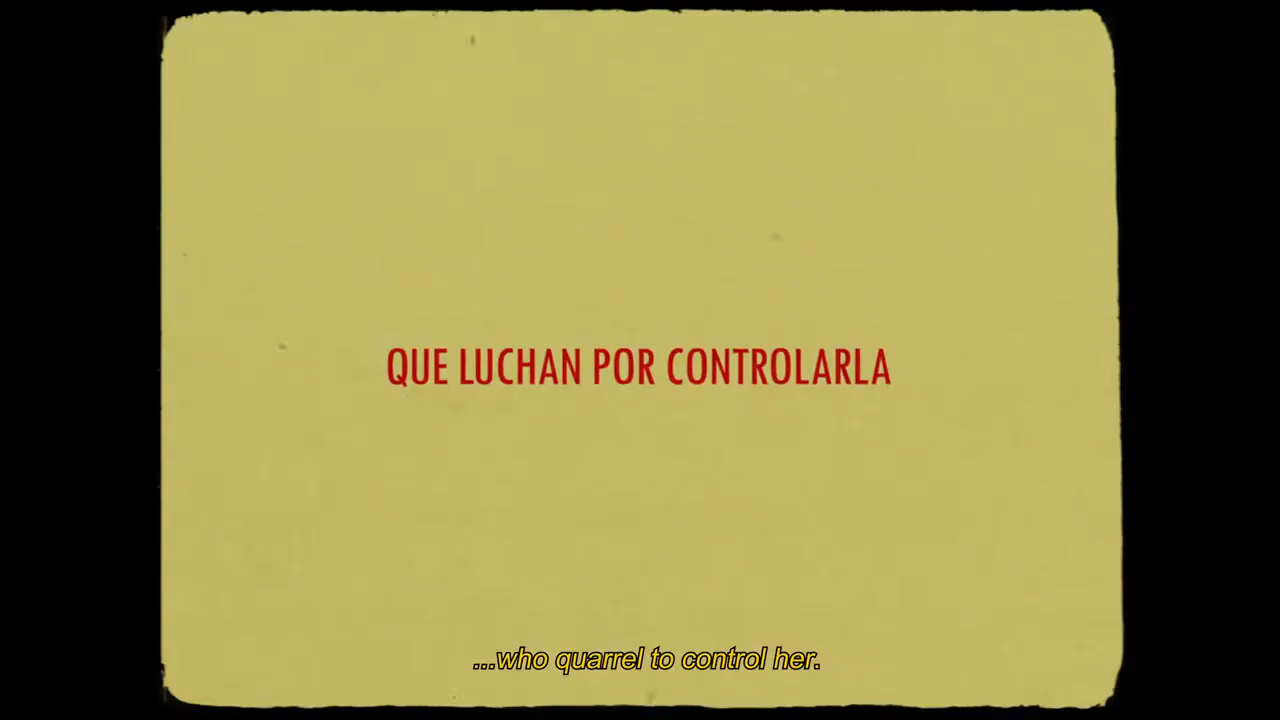 QUE LUCHAN POR CONTROLARLA
...who quarrel to control her.